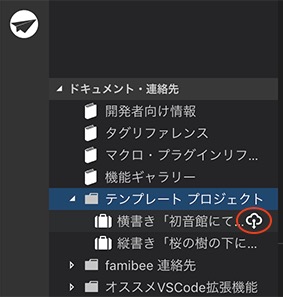 ドキュメント・連絡先
開発者向け情報
タグリファレンス
マクロ・プラグインリフ...
機能ギャラリー
テンプレート プロジェクト
横書き「初音館にて...
縦書き「桜の樹の下に...
famibee 連絡先
オススメVSCode拡張機能